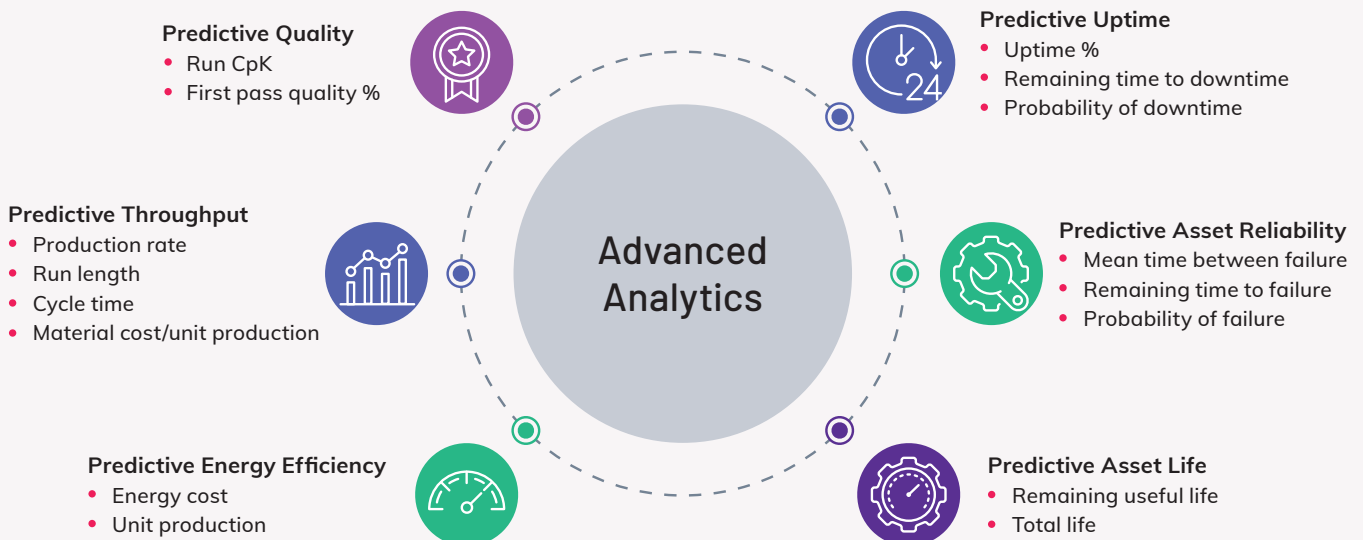 Predictive Quality
• Run CpK
• First pass quality %
Predictive Uptime
• Uptime %
• Remaining time to downtime
• Probability of downtime
24
Predictive Throughput
• Production rate
• Run length
• Cycle time
• Material cost/unit production
Advanced
Analytics
Predictive Asset Reliability
• Mean time between failure
• Remaining time to failure
• Probability of failure
Predictive Energy Efficiency
• Energy cost
• Unit production
Predictive Asset Life
• Remaining useful life
• Total life